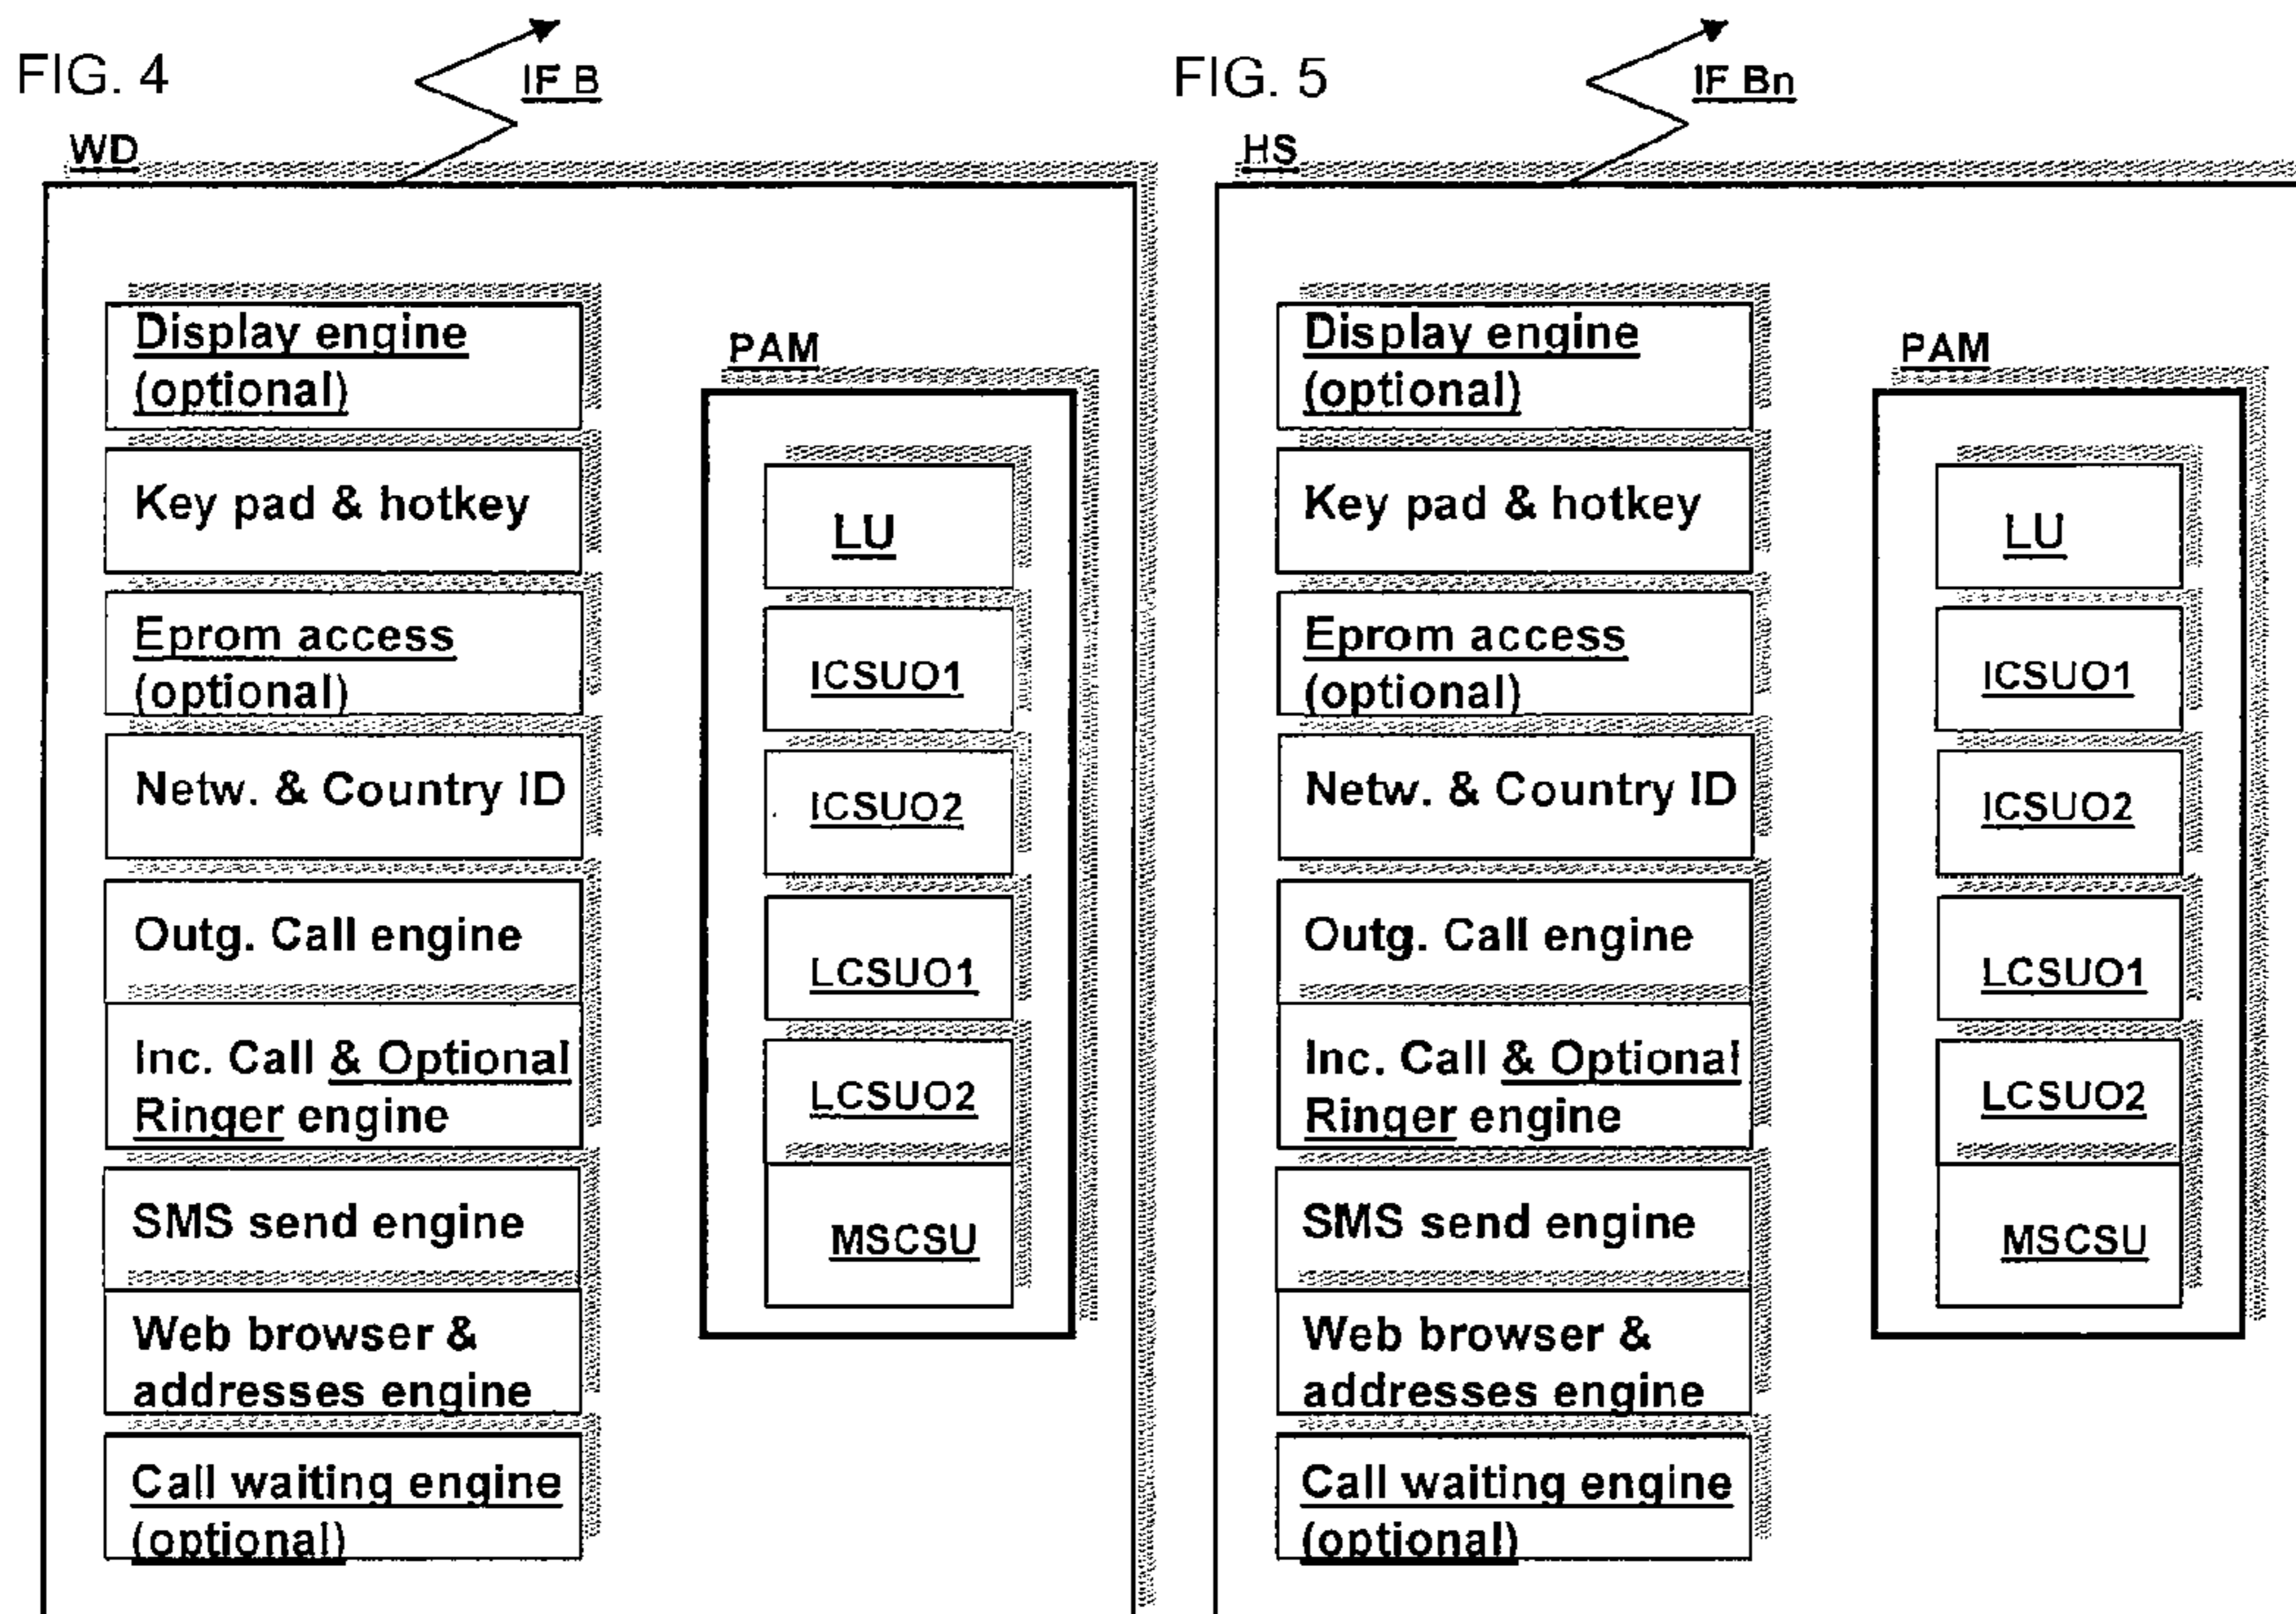 FIG. 4
IF B
WD
Display engine
(optional)
Key pad & hotkey
Eprom access
(optional)
Netw. & Country ID
Outg. Call engine
Inc. Call & Optional
Ringer engine
SMS send engine
Web browser &
addresses engine
Call waiting engine
(optional)
PAM
LU
ICSUO1
ICSUO2
LCSUO1
LCSUO2
MSCSU
FIG. 5
IF Bn
HS
Display engine
(optional)
Key pad & hotkey
Eprom access
(optional)
Netw. & Country ID
Outg. Call engine
Inc. Call & Optional
Ringer engine
SMS send engine
Web browser &
addresses engine
Call waiting engine
(optional)
PAM
LU
ICSUO1
ICSUO2
LCSUO1
LCSUO2
MSCSU